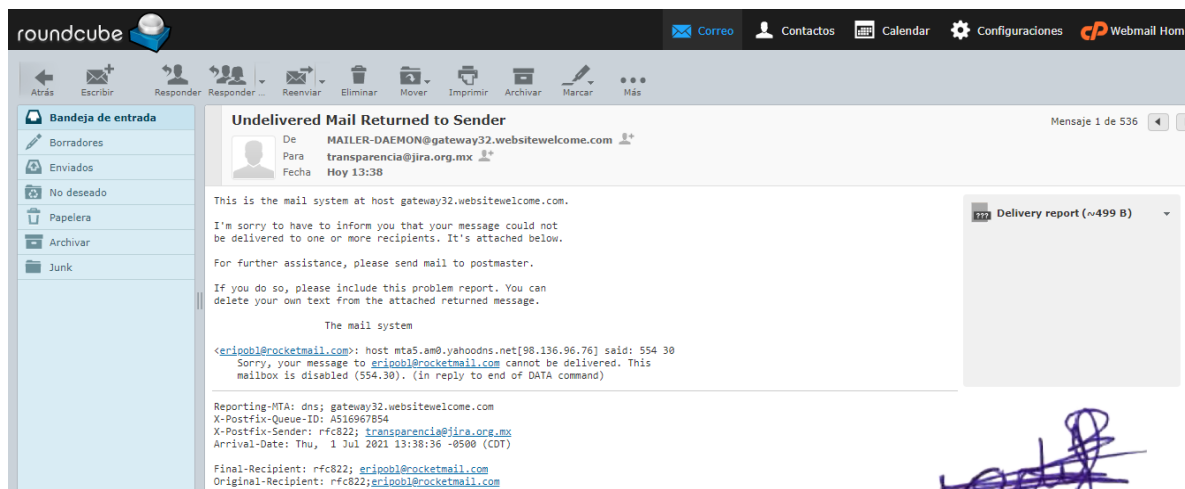 roundcube
Correo Contactos Calendar Configuraciones cP Webmail Hom
Atrás Escribir Responder Responder ... Reenviar Eliminar Mover Imprimir Archivar Marcar Más
Bandeja de entrada
Borradores
Enviados
No deseado
Papelera
Archivar
Junk
Undelivered Mail Returned to Sender
Mensaje 1 de 536
De MAILER-DAEMON@gateway32.websitewelcome.com
Para transparencia@jira.org.mx
Fecha Hoy 13:38
This is the mail system at host gateway32.websitewelcome.com.
I'm sorry to have to inform you that your message could not
be delivered to one or more recipients. It's attached below.
For further assistance, please send mail to postmaster.
If you do so, please include this problem report. You can
delete your own text from the attached returned message.
The mail system
<eripobl@rocketmail.com>: host mta5.am0.yahoodns.net[98.136.96.76] said: 554 30
Sorry, your message to eripobl@rocketmail.com cannot be delivered. This
mailbox is disabled (554.30). (in reply to end of DATA command)
??? Delivery report (~499 B)
Reporting-MTA: dns; gateway32.websitewelcome.com
X-Postfix-Queue-ID: A516967B54
X-Postfix-Sender: rfc822; transparencia@jira.org.mx
Arrival-Date: Thu,  1 Jul 2021 13:38:36 -0500 (CDT)
Final-Recipient: rfc822; eripobl@rocketmail.com
Original-Recipient: rfc822;eripobl@rocketmail.com